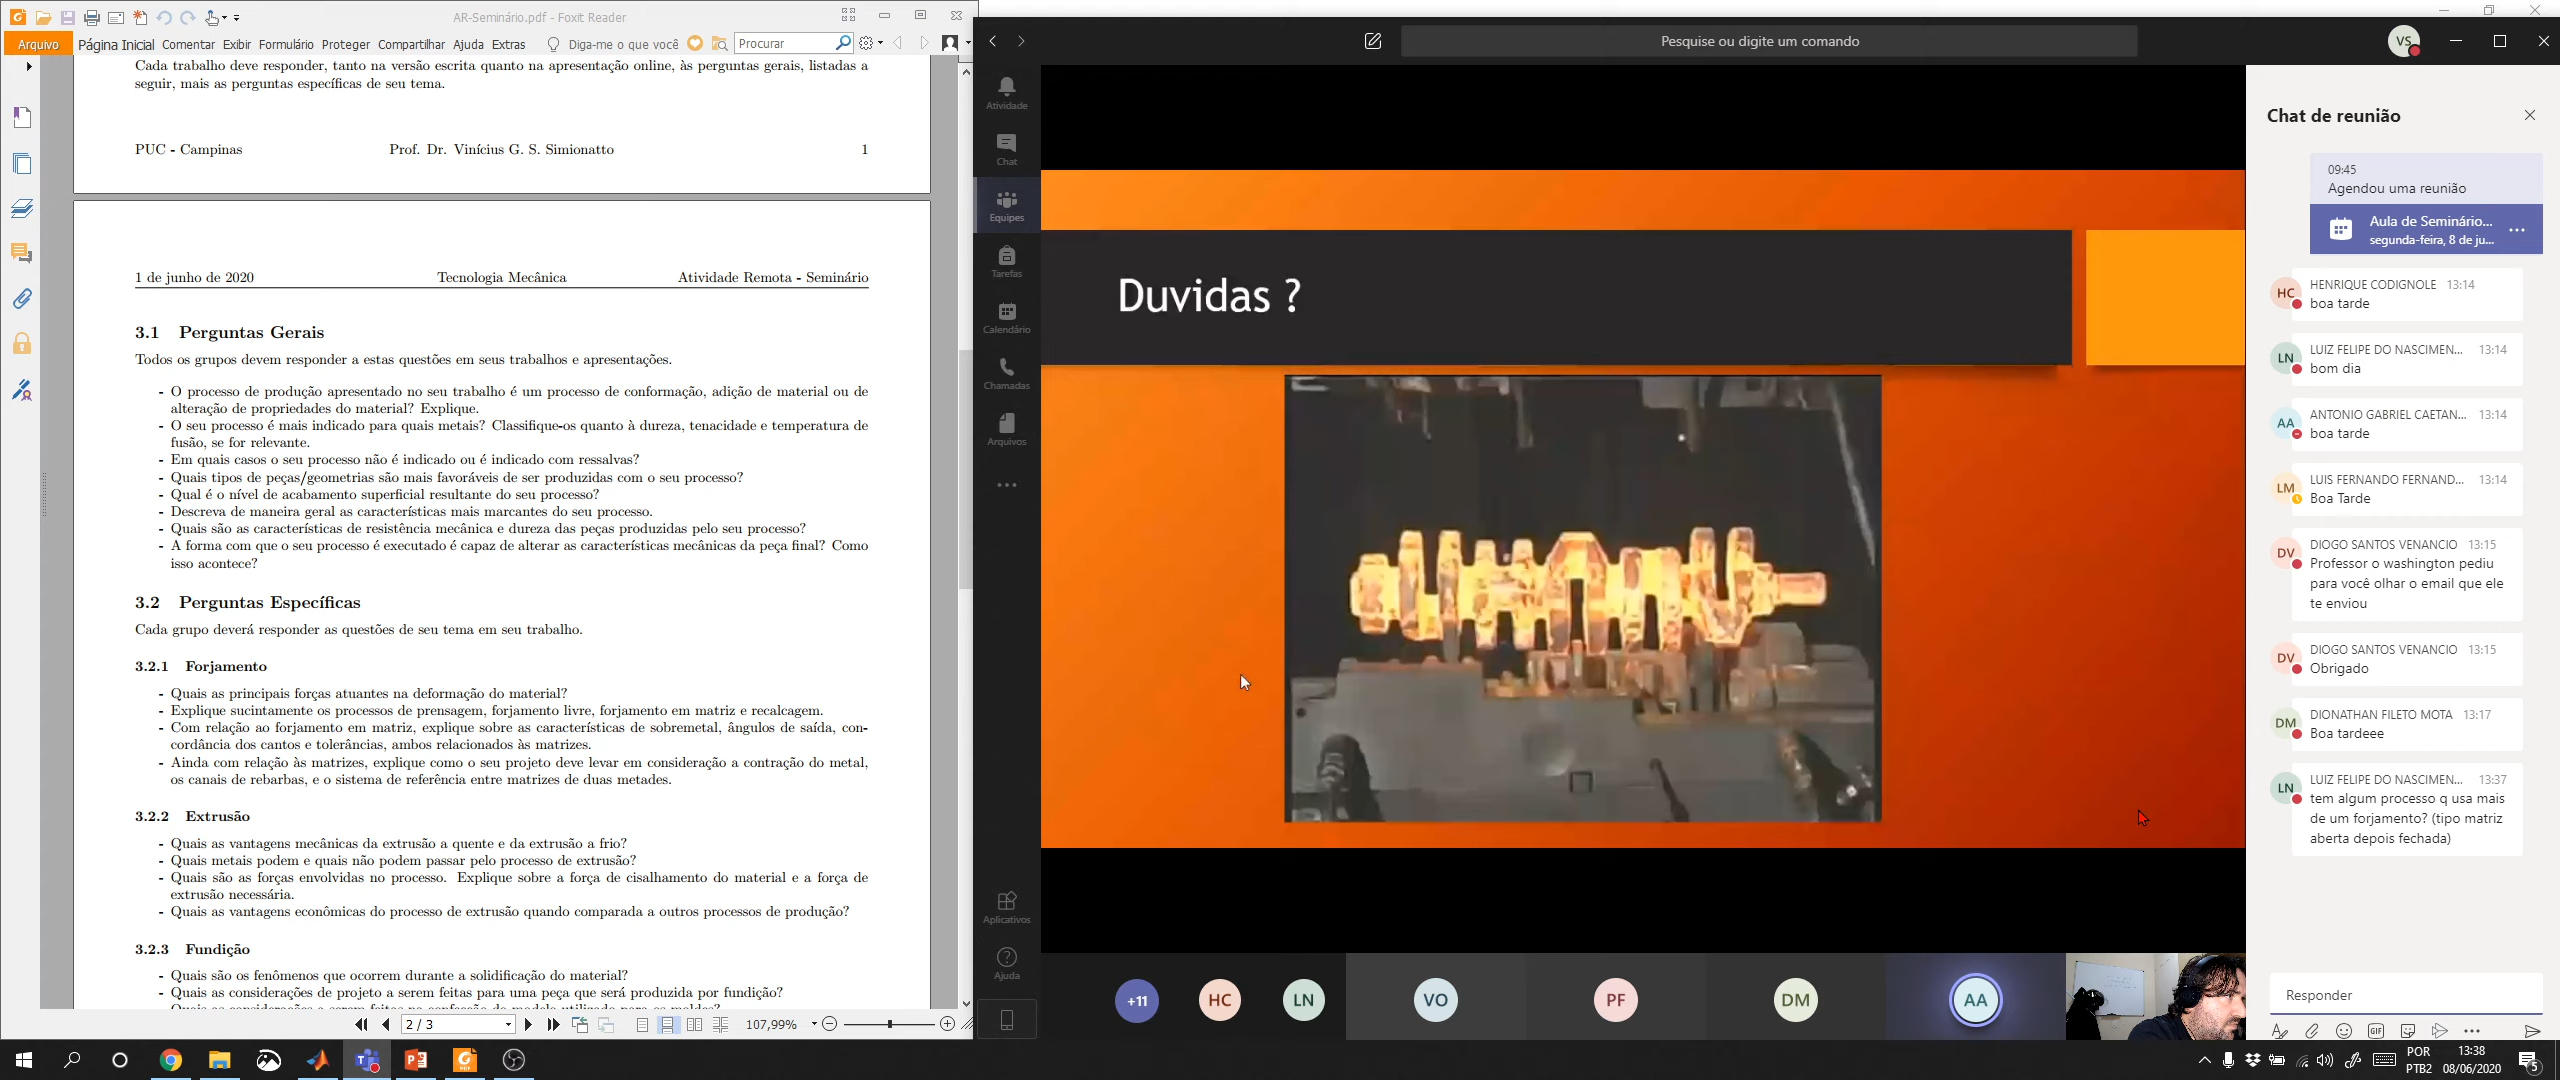 AR-Seminário.pdf - Foxit Reader
Arquivo Página Inicial Comentar Exibir Formulário Proteger Compartilhar Ajuda Extras Diga-me o que você Procurar
Cada trabalho deve responder, tanto na versão escrita quanto na apresentação online, às perguntas gerais, listadas a
seguir, mais as perguntas específicas de seu tema.
PUC - Campinas Prof. Dr. Vinícius G. S. Simionatto 1
1 de junho de 2020 Tecnologia Mecânica Atividade Remota - Seminário
3.1 Perguntas Gerais
Todos os grupos devem responder a estas questões em seus trabalhos e apresentações.
- O processo de produção apresentado no seu trabalho é um processo de conformação, adição de material ou de
alteração de propriedades do material? Explique.
- O seu processo é mais indicado para quais metais? Classifique-os quanto à dureza, tenacidade e temperatura de
fusão, se for relevante.
- Em quais casos o seu processo não é indicado ou é indicado com ressalvas?
- Quais tipos de peças/geometrias são mais favoráveis de ser produzidas com o seu processo?
- Qual é o nível de acabamento superficial resultante do seu processo?
- Descreva de maneira geral as características mais marcantes do seu processo.
- Quais são as características de resistência mecânica e dureza das peças produzidas pelo seu processo?
- A forma com que o seu processo é executado é capaz de alterar as características mecânicas da peça final? Como
isso acontece?
3.2 Perguntas Específicas
Cada grupo deverá responder as questões de seu tema em seu trabalho.
3.2.1 Forjamento
- Quais as principais forças atuantes na deformação do material?
- Explique sucintamente os processos de prensagem, forjamento livre, forjamento em matriz e recalcagem.
- Com relação ao forjamento em matriz, explique sobre as características de sobremetal, ângulos de saída, con-
cordância dos cantos e tolerâncias, ambos relacionados às matrizes.
- Ainda com relação às matrizes, explique como o seu projeto deve levar em consideração a contração do metal,
os canais de rebarbas, e o sistema de referência entre matrizes de duas metades.
3.2.2 Extrusão
- Quais as vantagens mecânicas da extrusão a quente e da extrusão a frio?
- Quais metais podem e quais não podem passar pelo processo de extrusão?
- Quais são as forças envolvidas no processo. Explique sobre a força de cisalhamento do material e a força de
extrusão necessária.
- Quais as vantagens econômicas do processo de extrusão quando comparada a outros processos de produção?
3.2.3 Fundição
- Quais são os fenômenos que ocorrem durante a solidificação do material?
- Quais as considerações de projeto a serem feitas para uma peça que será produzida por fundição?
2 / 3 107,99%
Pesquise ou digite um comando
VS
Atividade
Chat
Equipes
Tarefas
Calendário
Chamadas
Arquivos
Aplicativos
Ajuda
Duvidas ?
+11 HC LN VO PF DM AA
Chat de reunião
09:45
Agendou uma reunião
Aula de Seminário...
segunda-feira, 8 de ju...
HC HENRIQUE CODIGNOLE 13:14
boa tarde
LN LUIZ FELIPE DO NASCIMEN... 13:14
bom dia
AA ANTONIO GABRIEL CAETAN... 13:14
boa tarde
LM LUIS FERNANDO FERNAND... 13:14
Boa Tarde
DV DIOGO SANTOS VENANCIO 13:15
Professor o washington pediu
para você olhar o email que ele
te enviou
DV DIOGO SANTOS VENANCIO 13:15
Obrigado
DM DIONATHAN FILETO MOTA 13:17
Boa tardeee
LN LUIZ FELIPE DO NASCIMEN... 13:37
tem algum processo q usa mais
de um forjamento? (tipo matriz
aberta depois fechada)
Responder
GIF
POR
PTB2
13:38
08/06/2020
5